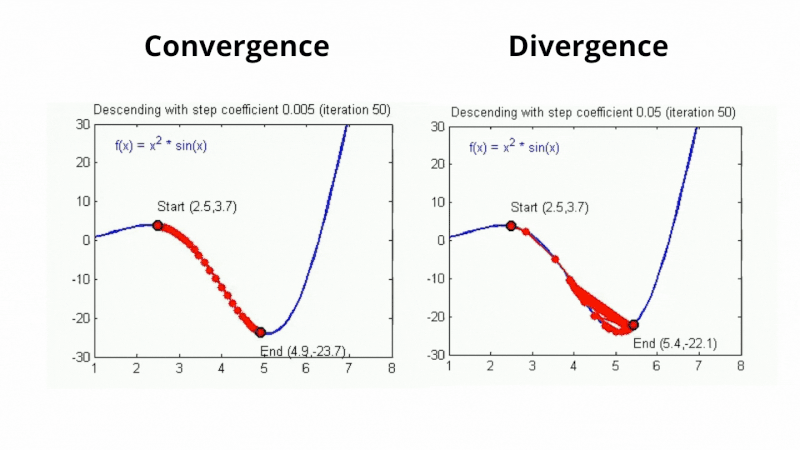 Convergence
Divergence
Descending with step coefficient 0.005 (iteration 50)
30
20
10
0
-10
-20
-30
f(x) = x² * sin(x)
Start (2.5,3.7)
End (4.9,-23.7)
1 2 3 4 5 6 7 8
Descending with step coefficient 0.05 (iteration 50)
30
20
10
0
-10
-20
-30
f(x) = x² * sin(x)
Start (2.5,3.7)
End (5.4,-22.1)
1 2 3 4 5 6 7 8